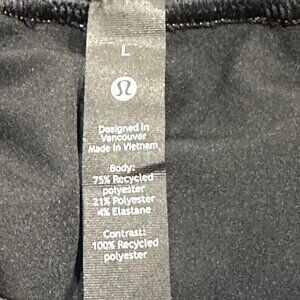 L
Designed in
Vancouver
Made in Vietnam
Body:
75% Recycled
polyester
21% Polyester
4% Elastane
Contrast:
100% Recycled
polyester